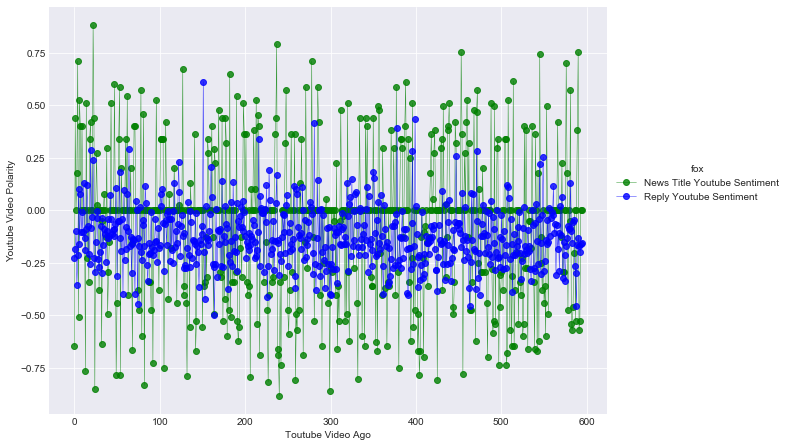 0.75
0.50
0.25
0.00
−0.25
−0.50
−0.75
Youtube Video Polarity
0 100 200 300 400 500 600
Toutube Video Ago
fox
News Title Youtube Sentiment
Reply Youtube Sentiment